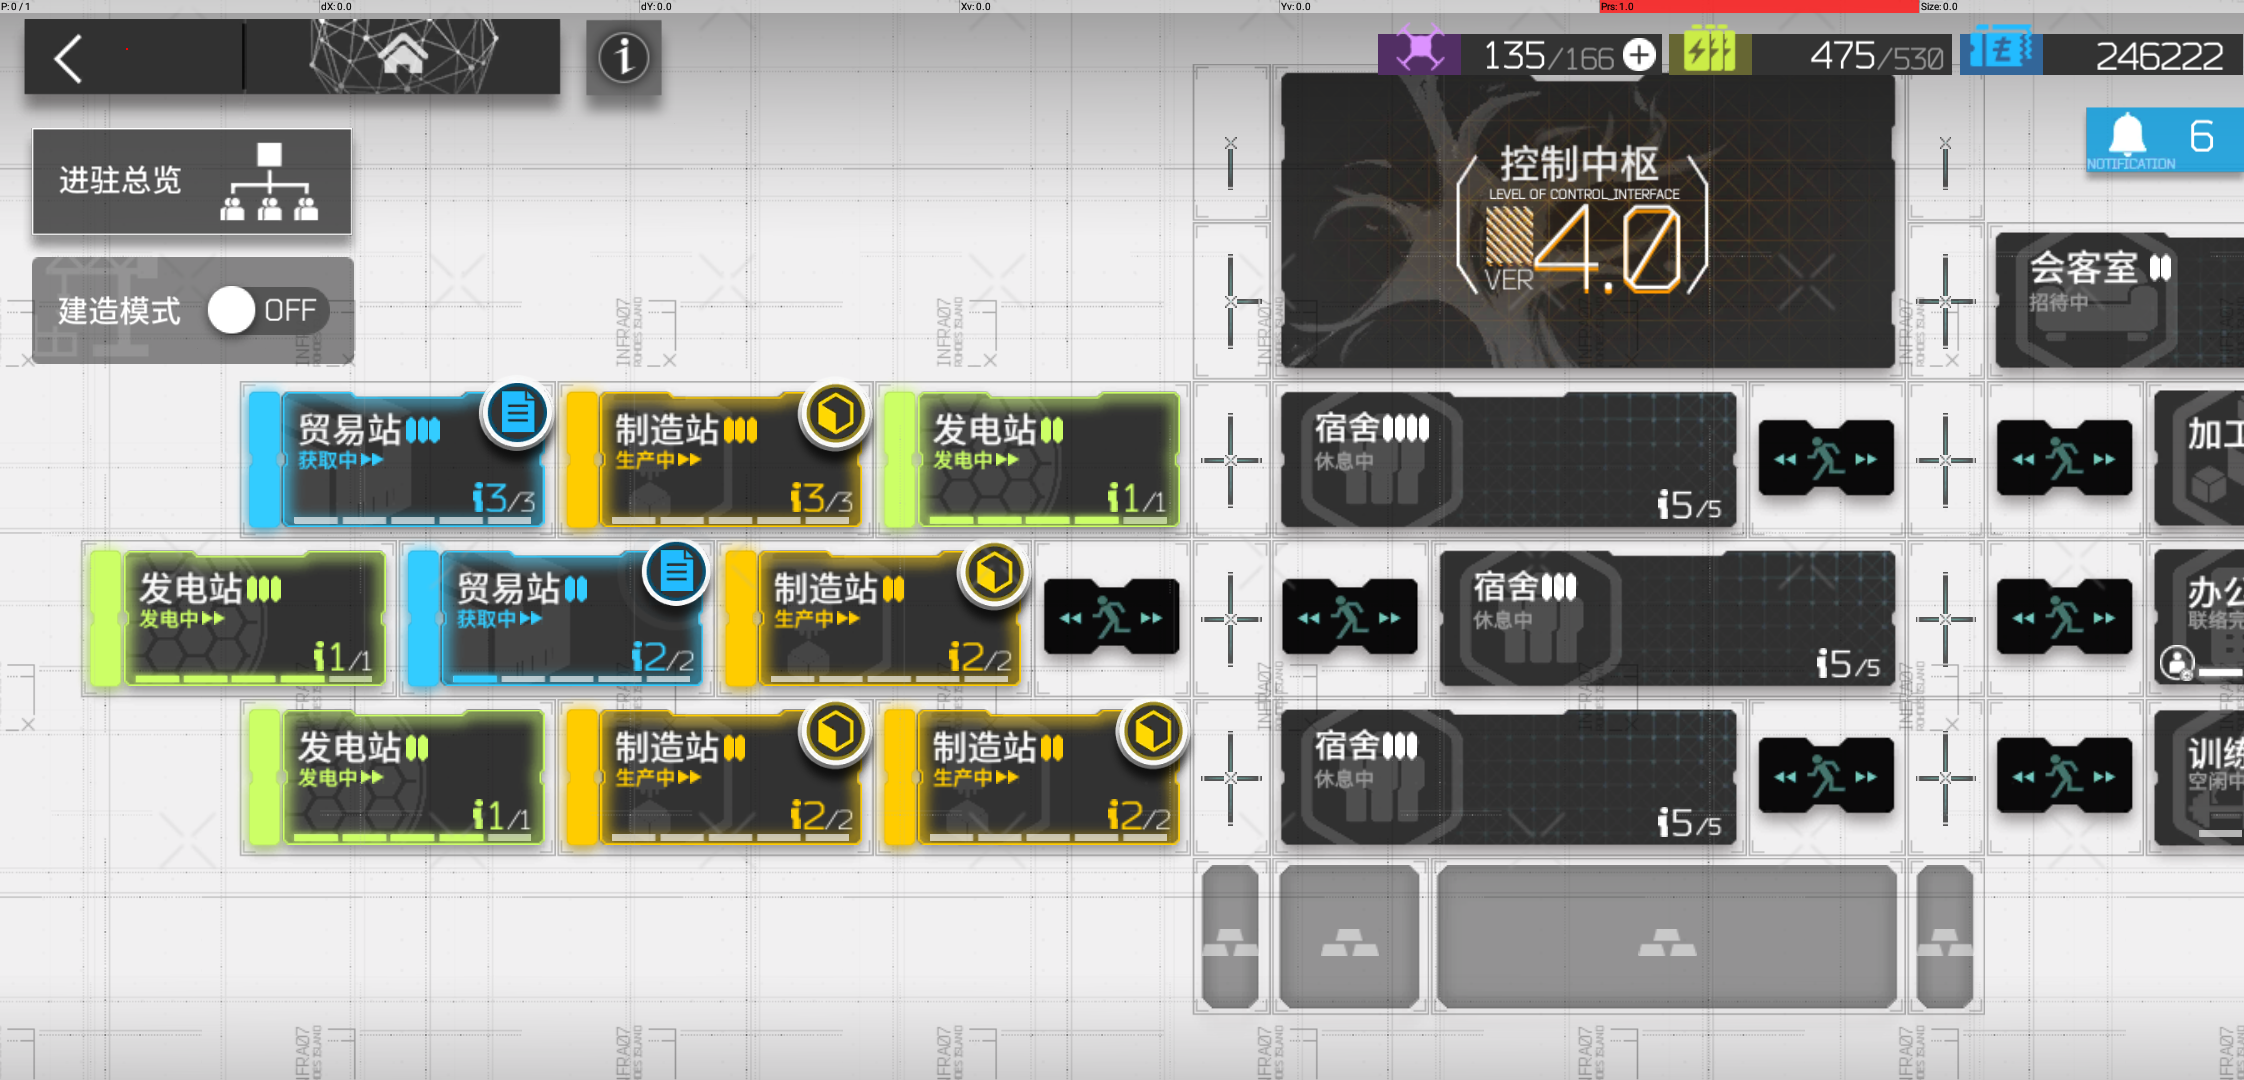 P: 0 / 1
dX: 0.0
dY: 0.0
Xv: 0.0
Yv: 0.0
Prs: 1.0
Size: 0.0
135/166
475/530
246222
进驻总览
建造模式
OFF
6
NOTIFICATION
控制中枢
LEVEL OF CONTROL INTERFACE
VER 4.0
会客室
招待中
INFRA07
RHODES ISLAND
INFRA07
RHODES ISLAND
贸易站
获取中
3/3
制造站
生产中
3/3
发电站
发电中
1/1
宿舍
休息中
5/5
加工
发电站
发电中
1/1
贸易站
获取中
2/2
制造站
生产中
2/2
宿舍
休息中
5/5
办公
联络完
发电站
发电中
1/1
制造站
生产中
2/2
制造站
生产中
2/2
宿舍
休息中
5/5
训练
空闲中